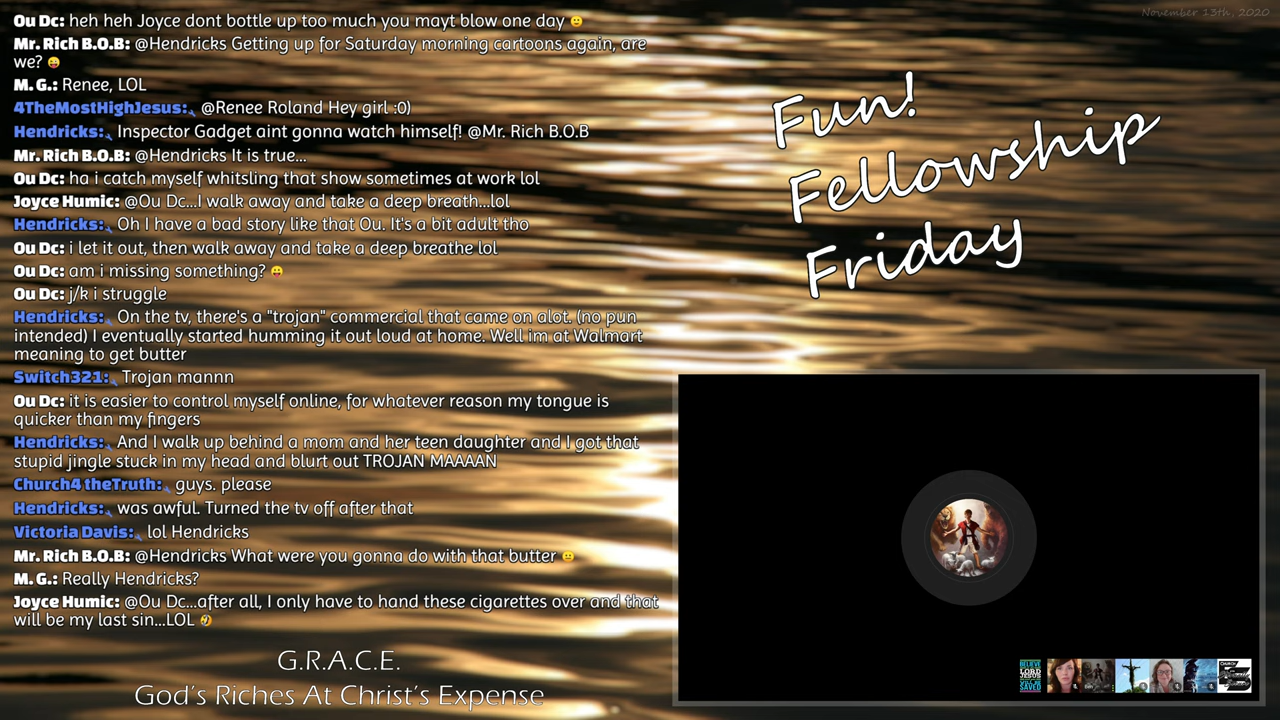 Ou Dc: heh heh Joyce dont bottle up too much you mayt blow one day
Mr. Rich B.O.B: @Hendricks Getting up for Saturday morning cartoons again, are
we?
M. G.: Renee, LOL
4TheMostHighJesus: @Renee Roland Hey girl :0)
Hendricks: Inspector Gadget aint gonna watch himself! @Mr. Rich B.O.B
Mr. Rich B.O.B: @Hendricks It is true...
Ou Dc: ha i catch myself whitsling that show sometimes at work lol
Joyce Humic: @Ou Dc...I walk away and take a deep breath...lol
Hendricks: Oh I have a bad story like that Ou. It's a bit adult tho
Ou Dc: i let it out, then walk away and take a deep breathe lol
Ou Dc: am i missing something?
Ou Dc: j/k i struggle
Hendricks: On the tv, there's a "trojan" commercial that came on alot. (no pun
intended) I eventually started humming it out loud at home. Well im at Walmart
meaning to get butter
Switch321: Trojan mannn
Ou Dc: it is easier to control myself online, for whatever reason my tongue is
quicker than my fingers
Hendricks: And I walk up behind a mom and her teen daughter and I got that
stupid jingle stuck in my head and blurt out TROJAN MAAAAN
Church4 theTruth: guys. please
Hendricks: was awful. Turned the tv off after that
Victoria Davis: lol Hendricks
Mr. Rich B.O.B: @Hendricks What were you gonna do with that butter
M. G.: Really Hendricks?
Joyce Humic: @Ou Dc...after all, I only have to hand these cigarettes over and that
will be my last sin...LOL
G.R.A.C.E.
God's Riches At Christ's Expense
November 13th, 2020
Fun!
Fellowship
Friday
BELIEVE
LORD
JESUS
SAVED